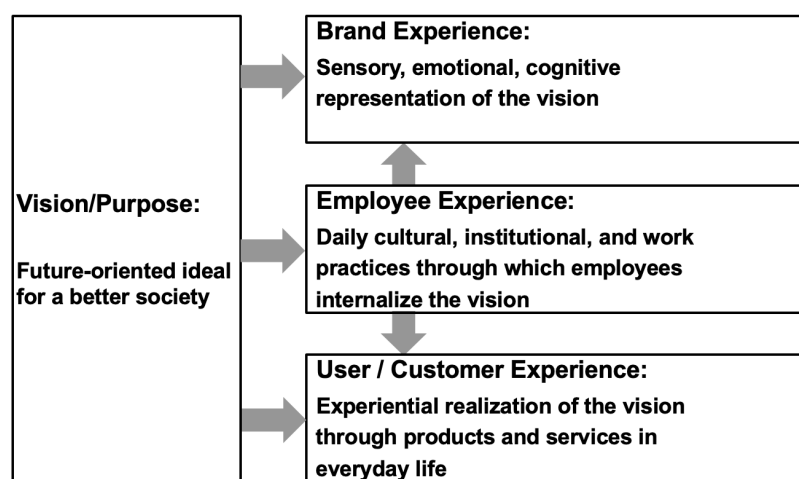 Vision/Purpose:
Future-oriented ideal
for a better society
Brand Experience:
Sensory, emotional, cognitive
representation of the vision
Employee Experience:
Daily cultural, institutional, and work
practices through which employees
internalize the vision
User / Customer Experience:
Experiential realization of the vision
through products and services in
everyday life